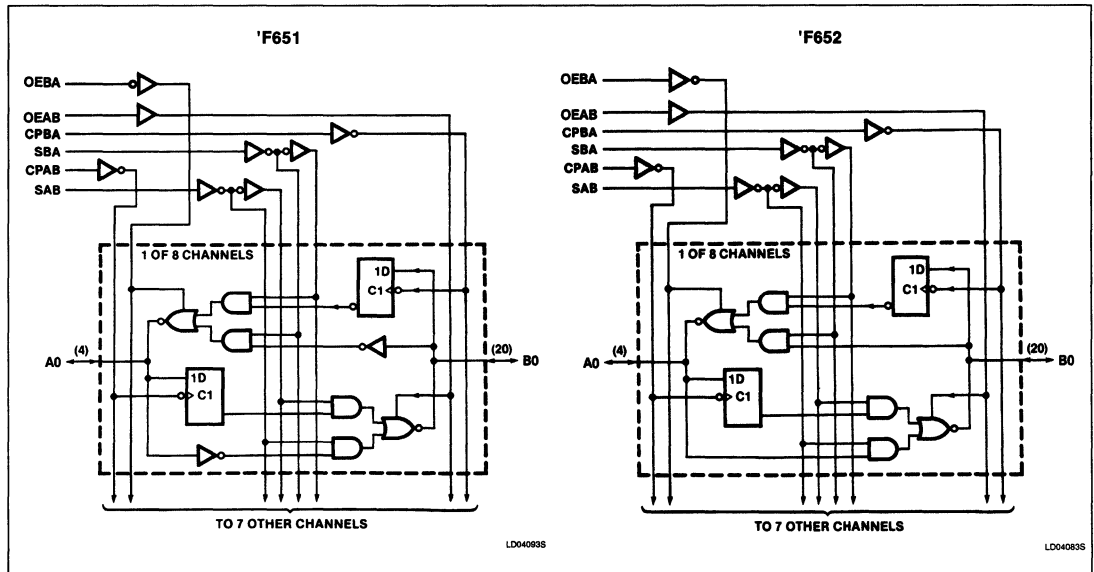 'F651
OEBA
OEAB
CPBA
SBA
CPAB
SAB
1 OF 8 CHANNELS
1D
C1
(4)
A0
(20)
B0
1D
C1
TO 7 OTHER CHANNELS
LD04093S
'F652
OEBA
OEAB
CPBA
SBA
CPAB
SAB
1 OF 8 CHANNELS
1D
C1
(4)
A0
(20)
B0
1D
C1
TO 7 OTHER CHANNELS
LD04083S